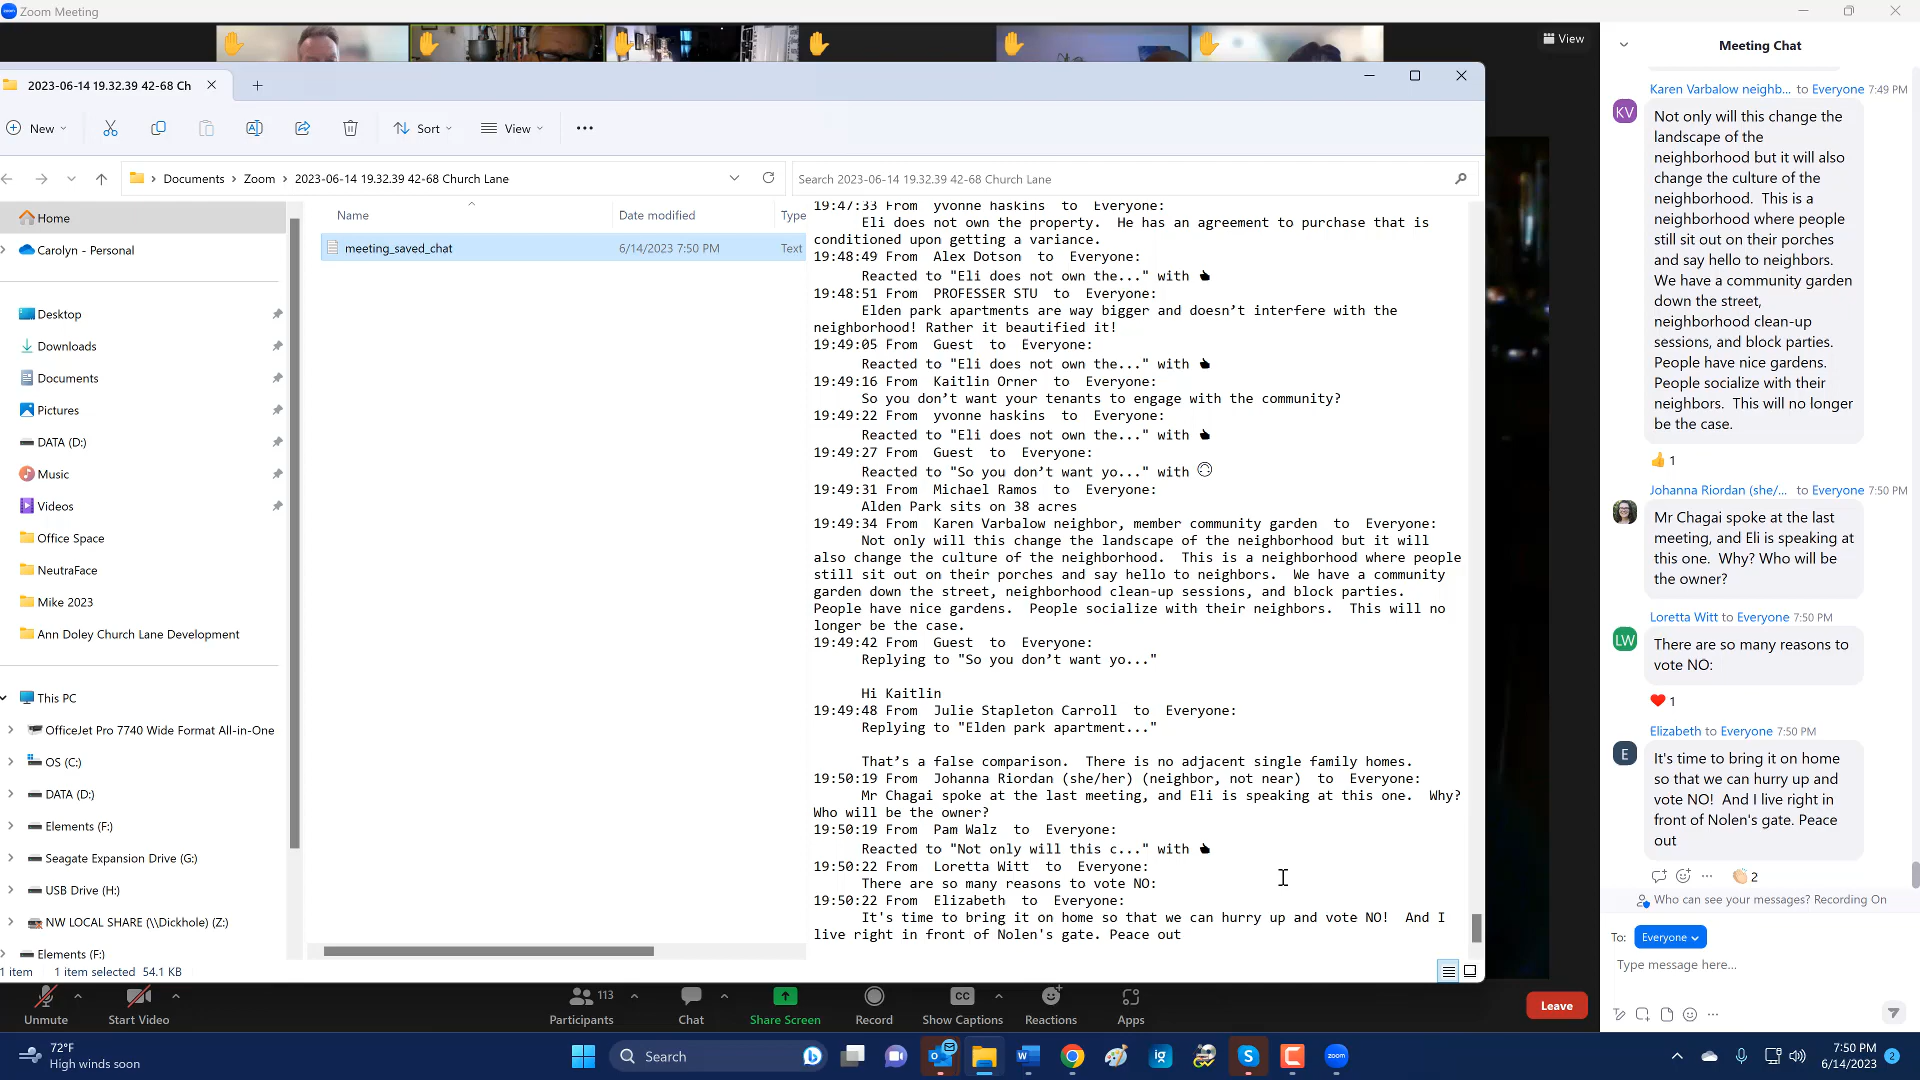 Zoom Meeting
View
2023-06-14 19.32.39 42-68 Ch
New
Sort
View
Documents
Zoom
2023-06-14 19.32.39 42-68 Church Lane
Search 2023-06-14 19.32.39 42-68 Church Lane
Home
Carolyn - Personal
Desktop
Downloads
Documents
Pictures
DATA (D:)
Music
Videos
Office Space
NeutraFace
Mike 2023
Ann Doley Church Lane Development
This PC
OfficeJet Pro 7740 Wide Format All-in-One
OS (C:)
DATA (D:)
Elements (F:)
Seagate Expansion Drive (G:)
USB Drive (H:)
NW LOCAL SHARE (\\Dickhole) (Z:)
Elements (F:)
1 item 1 item selected 54.1 KB
Name Date modified Type
meeting_saved_chat 6/14/2023 7:50 PM Text
19:47:33 From yvonne haskins to Everyone:
Eli does not own the property. He has an agreement to purchase that is
conditioned upon getting a variance.
19:48:49 From Alex Dotson to Everyone:
Reacted to "Eli does not own the..." with 
19:48:51 From PROFESSER STU to Everyone:
Elden park apartments are way bigger and doesn’t interfere with the
neighborhood! Rather it beautified it!
19:49:05 From Guest to Everyone:
Reacted to "Eli does not own the..." with 
19:49:16 From Kaitlin Orner to Everyone:
So you don’t want your tenants to engage with the community?
19:49:22 From yvonne haskins to Everyone:
Reacted to "Eli does not own the..." with 
19:49:27 From Guest to Everyone:
Reacted to "So you don’t want yo..." with 
19:49:31 From Michael Ramos to Everyone:
Alden Park sits on 38 acres
19:49:34 From Karen Varbalow neighbor, member community garden to Everyone:
Not only will this change the landscape of the neighborhood but it will
also change the culture of the neighborhood. This is a neighborhood where people
still sit out on their porches and say hello to neighbors. We have a community
garden down the street, neighborhood clean-up sessions, and block parties.
People have nice gardens. People socialize with their neighbors. This will no
longer be the case.
19:49:42 From Guest to Everyone:
Replying to "So you don’t want yo..."
Hi Kaitlin
19:49:48 From Julie Stapleton Carroll to Everyone:
Replying to "Elden park apartment..."
That’s a false comparison. There is no adjacent single family homes.
19:50:19 From Johanna Riordan (she/her) (neighbor, not near) to Everyone:
Mr Chagai spoke at the last meeting, and Eli is speaking at this one. Why?
Who will be the owner?
19:50:19 From Pam Walz to Everyone:
Reacted to "Not only will this c..." with 
19:50:22 From Loretta Witt to Everyone:
There are so many reasons to vote NO:
19:50:22 From Elizabeth to Everyone:
It's time to bring it on home so that we can hurry up and vote NO! And I
live right in front of Nolen's gate. Peace out
Meeting Chat
Karen Varbalow neighb... to Everyone 7:49 PM
KV
Not only will this change the
landscape of the
neighborhood but it will also
change the culture of the
neighborhood. This is a
neighborhood where people
still sit out on their porches
and say hello to neighbors.
We have a community garden
down the street,
neighborhood clean-up
sessions, and block parties.
People have nice gardens.
People socialize with their
neighbors. This will no longer
be the case.
1
Johanna Riordan (she/... to Everyone 7:50 PM
Mr Chagai spoke at the last
meeting, and Eli is speaking at
this one. Why? Who will be
the owner?
Loretta Witt to Everyone 7:50 PM
LW
There are so many reasons to
vote NO:
1
Elizabeth to Everyone 7:50 PM
E
It's time to bring it on home
so that we can hurry up and
vote NO! And I live right in
front of Nolen's gate. Peace
out
2
Who can see your messages? Recording On
To: Everyone
Type message here...
Unmute
Start Video
113
Participants
Chat
Share Screen
Record
CC
Show Captions
Reactions
Apps
Leave
72°F
High winds soon
Search
7:50 PM
6/14/2023
2